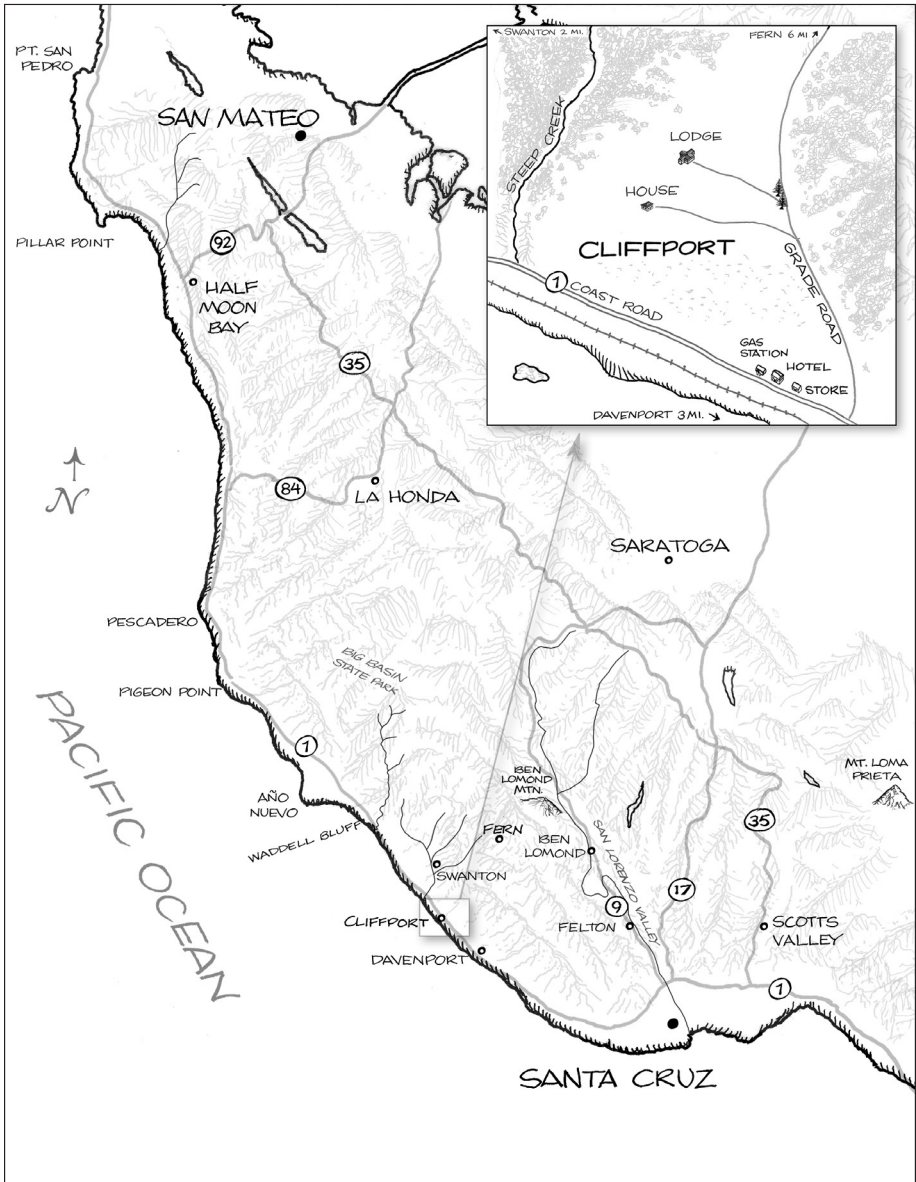 PT. SAN
PEDRO
SAN MATEO
PILLAR POINT
92
HALF
MOON
BAY
35
N
84
LA HONDA
SARATOGA
PESCADERO
BIG BASIN
STATE PARK
PIGEON POINT
1
PACIFIC OCEAN
AÑO
NUEVO
WADDELL BLUFF
BEN
LOMOND
MTN.
MT. LOMA
PRIETA
35
FERN
BEN
LOMOND
SAN LORENZO VALLEY
SWANTON
17
9
CLIFFPORT
FELTON
SCOTTS
VALLEY
DAVENPORT
1
SANTA CRUZ
SWANTON 2 MI.
FERN 6 MI
STEEP CREEK
LODGE
HOUSE
CLIFFPORT
GRADE ROAD
1
COAST ROAD
GAS
STATION
HOTEL
STORE
DAVENPORT 3 MI.